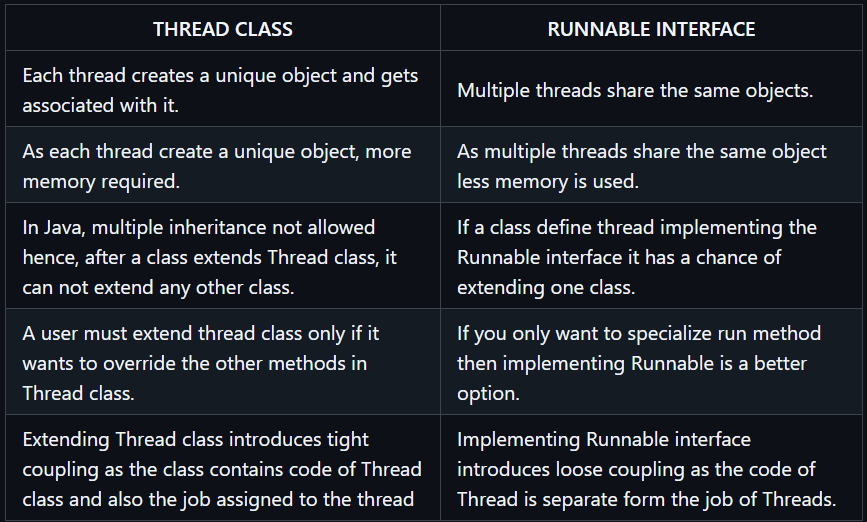 THREAD CLASS
RUNNABLE INTERFACE
Each thread creates a unique object and gets
associated with it.
Multiple threads share the same objects.
As each thread create a unique object, more
memory required.
As multiple threads share the same object
less memory is used.
In Java, multiple inheritance not allowed
hence, after a class extends Thread class, it
can not extend any other class.
If a class define thread implementing the
Runnable interface it has a chance of
extending one class.
A user must extend thread class only if it
wants to override the other methods in
Thread class.
If you only want to specialize run method
then implementing Runnable is a better
option.
Extending Thread class introduces tight
coupling as the class contains code of Thread
class and also the job assigned to the thread
Implementing Runnable interface
introduces loose coupling as the code of
Thread is separate form the job of Threads.